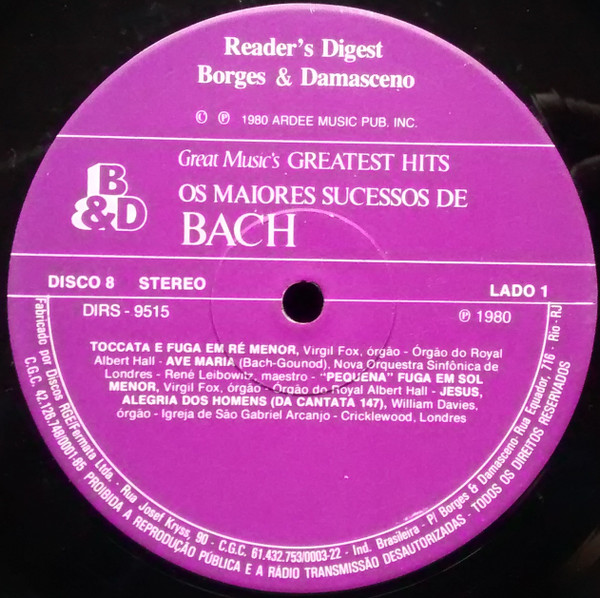 Reader's Digest
Borges & Damasceno
© ℗ 1980 ARDEE MUSIC PUB. INC.
Great Music's GREATEST HITS
B
&D
OS MAIORES SUCESSOS DE
BACH
DISCO 8 STEREO
LADO 1
DIRS - 9515
℗ 1980
TOCCATA E FUGA EM RÉ MENOR, Virgil Fox, órgão - Órgão do Royal
Albert Hall - AVE MARIA (Bach-Gounod), Nova Orquestra Sinfônica de
Londres - René Leibowitz, maestro - "PEQUENA" FUGA EM SOL
MENOR, Virgil Fox, órgão - Órgão do Royal Albert Hall - JESUS,
ALEGRIA DOS HOMENS (DA CANTATA 147), William Davies,
órgão - Igreja de São Gabriel Arcanjo - Cricklewood, Londres
Fabricado por Discos RGE/Fermata Ltda. - Rua Josef Kryss, 90 - C.G.C. 61.432.753/0003-22 - Ind. Brasileira - P/ Borges & Damasceno-Rua Equador, 716 - Rio - RJ
C.G.C. 42.126.748/0001-85 PROIBIDA A REPRODUÇÃO PÚBLICA E A RÁDIO TRANSMISSÃO DESAUTORIZADAS - TODOS OS DIREITOS RESERVADOS